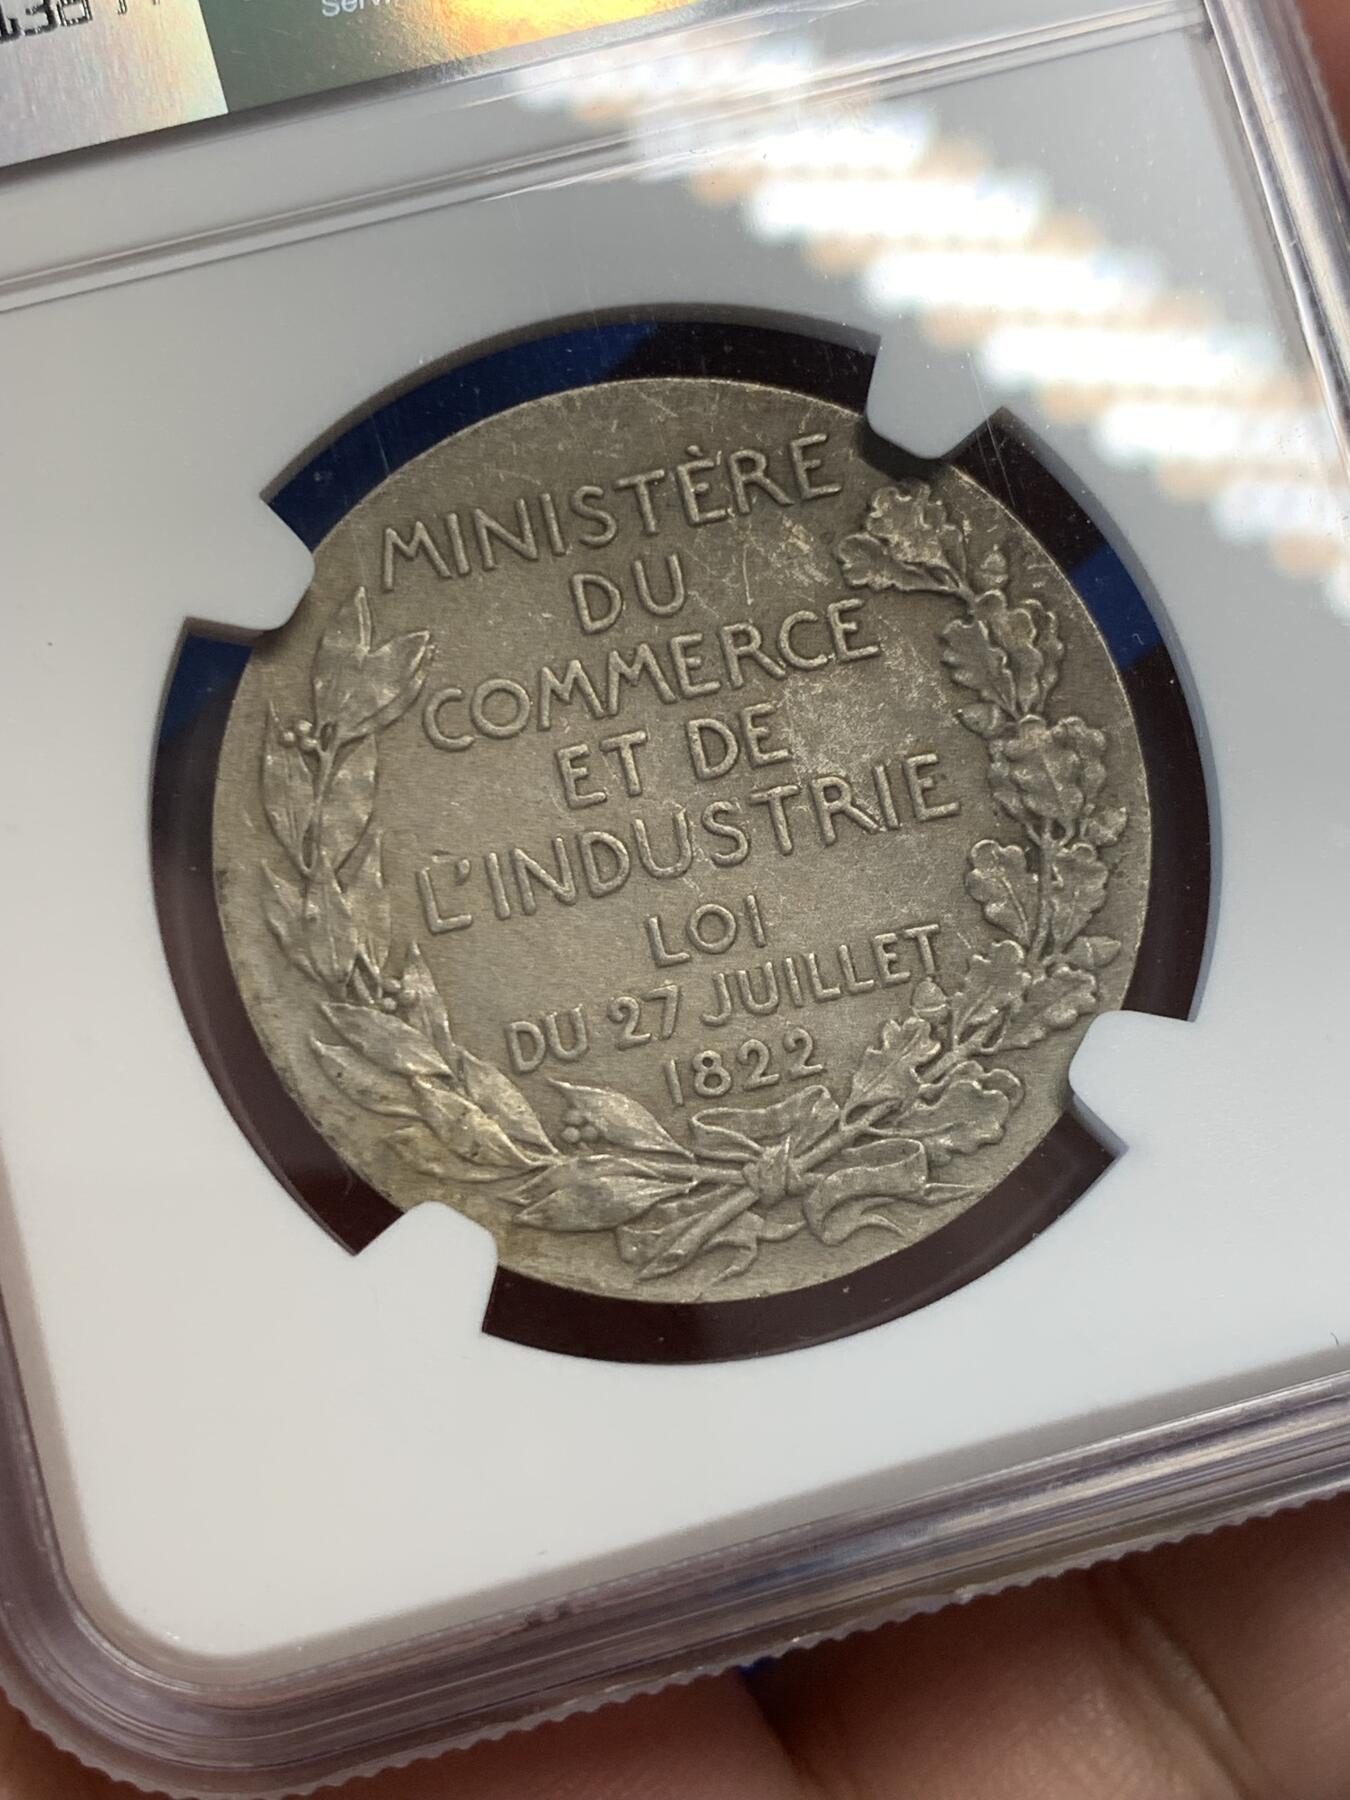 MINISTÈRE
DU
COMMERCE
ET DE
L'INDUSTRIE
LOI
DU 27 JUILLET
1822